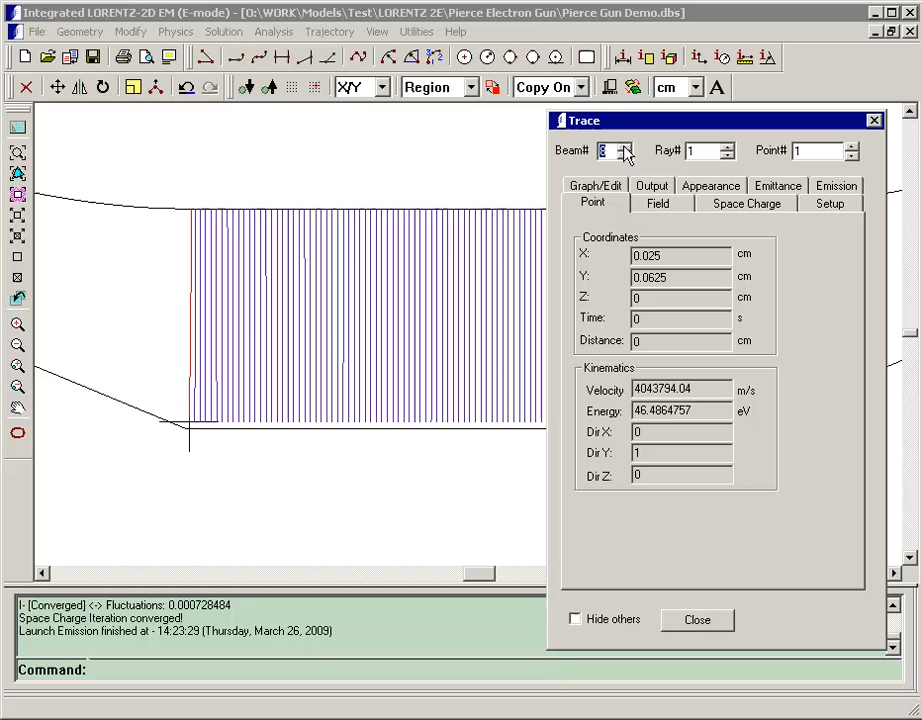 Integrated LORENTZ-2D EM (E-mode) - [O:\WORK\Models\Test\LORENTZ 2E\Pierce Electron Gun\Pierce Gun Demo.dbs]
File Geometry Modify Physics Solution Analysis Trajectory View Utilities Help
X/Y Region Copy On cm A
Trace
Beam# Ray# 1 Point# 1
Graph/Edit Output Appearance Emittance Emission
Point Field Space Charge Setup
Coordinates
X: 0.025 cm
Y: 0.0625 cm
Z: 0 cm
Time: 0 s
Distance: 0 cm
Kinematics
Velocity 4043794.04 m/s
Energy: 46.4864757 eV
Dir X: 0
Dir Y: 1
Dir Z: 0
Hide others Close
I- [Converged] <-> Fluctuations: 0.000728484
Space Charge Iteration converged!
Launch Emission finished at - 14:23:29 (Thursday, March 26, 2009)
Command: